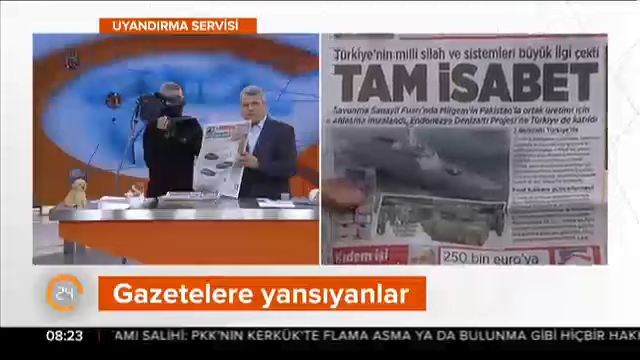 UYANDIRMA SERVİSİ
Türkiye'nin milli silah ve sistemleri büyük ilgi çekti
TAM İSABET
Savunma Sanayii Fuarı'nda Milgem'in Pakistan'la ortak üretimi için
imzalandı, Endonezya Denizaltı Projesi'ne Türkiye de katıldı
Kıdem işi
250 bin euro'ya
24
Gazetelere yansıyanlar
08:23
AMI SALİHİ: PKK'NIN KERKÜK'TE FLAMA ASMA YA DA BULUNMA GİBİ HİÇBİR HAK